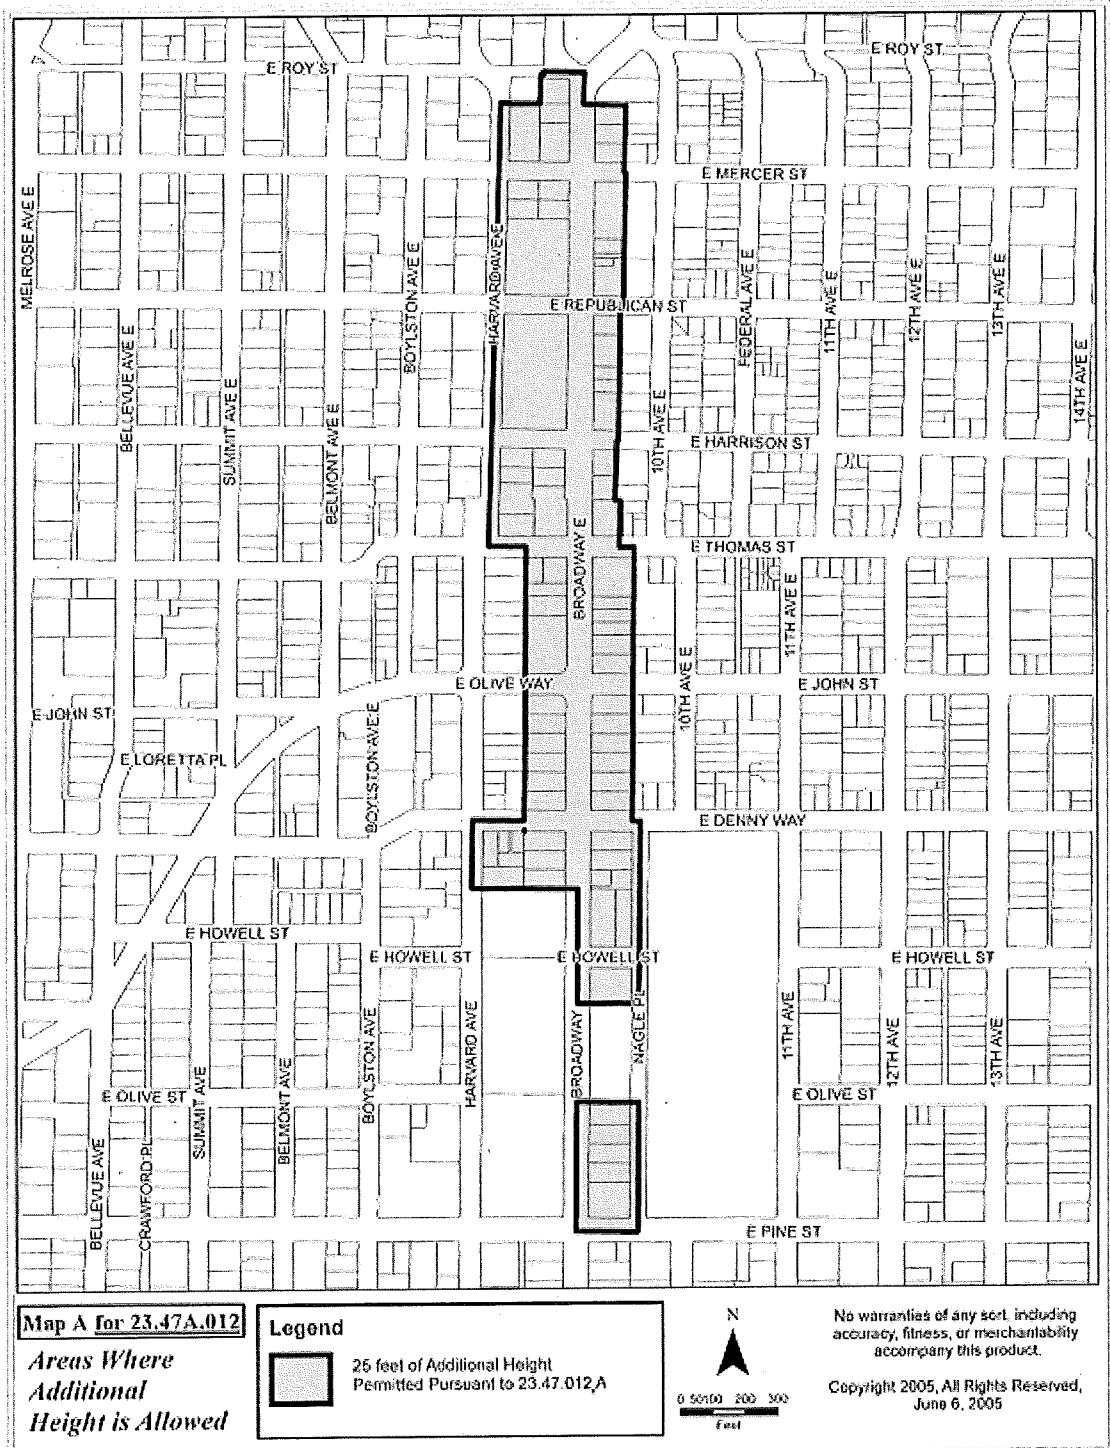 E ROY ST
E ROY ST
E MERCER ST
MELROSE AVE E
HARVARD AVE E
BOYLSTON AVE E
E REPUBLICAN ST
FEDERAL AVE E
11TH AVE E
12TH AVE E
13TH AVE E
14TH AVE E
BELLEVUE AVE E
SUMMIT AVE E
BELMONT AVE E
10TH AVE E
E HARRISON ST
BROADWAY E
E THOMAS ST
11TH AVE E
E OLIVE WAY
10TH AVE E
E JOHN ST
E JOHN ST
E LORETTA PL
BOYLSTON AVE E
E DENNY WAY
E HOWELL ST
E HOWELL ST
E HOWELL ST
E HOWELL ST
HARVARD AVE
BROADWAY
NAGLE PL
11TH AVE
12TH AVE
13TH AVE
BOYLSTON AVE
E OLIVE ST
SUMMIT AVE
BELMONT AVE
E OLIVE ST
BELLEVUE AVE
CRAWFORD PL
E PINE ST
Map A for 23.47A.012
Areas Where
Additional
Height is Allowed
Legend
25 feet of Additional Height
Permitted Pursuant to 23.47.012,A
N
0 50100 200 300
Feet
No warranties of any sort, including
accuracy, fitness, or merchantability
accompany this product.
Copyright 2005, All Rights Reserved,
June 6, 2005